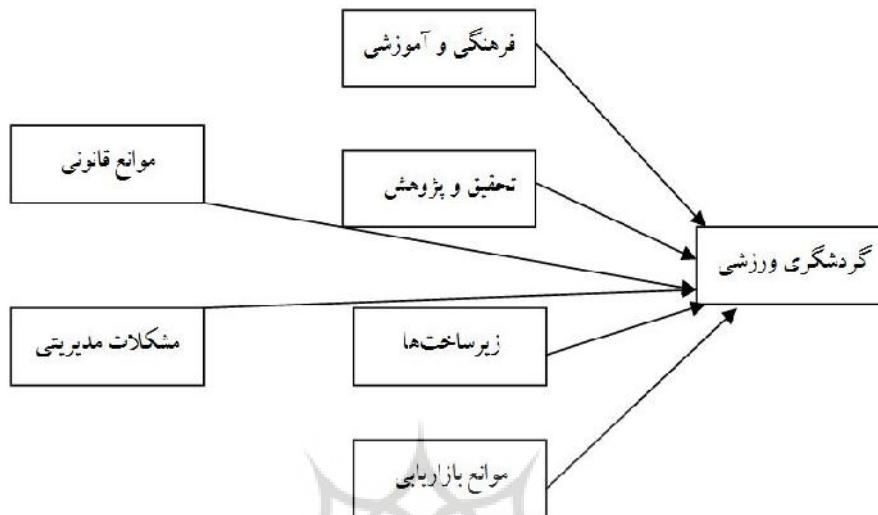 فرهنگی و آموزشی
موانع قانونی
تحقیق و پژوهش
گردشگری ورزشی
مشکلات مدیریتی
زیرساخت‌ها
موانع بازاریابی